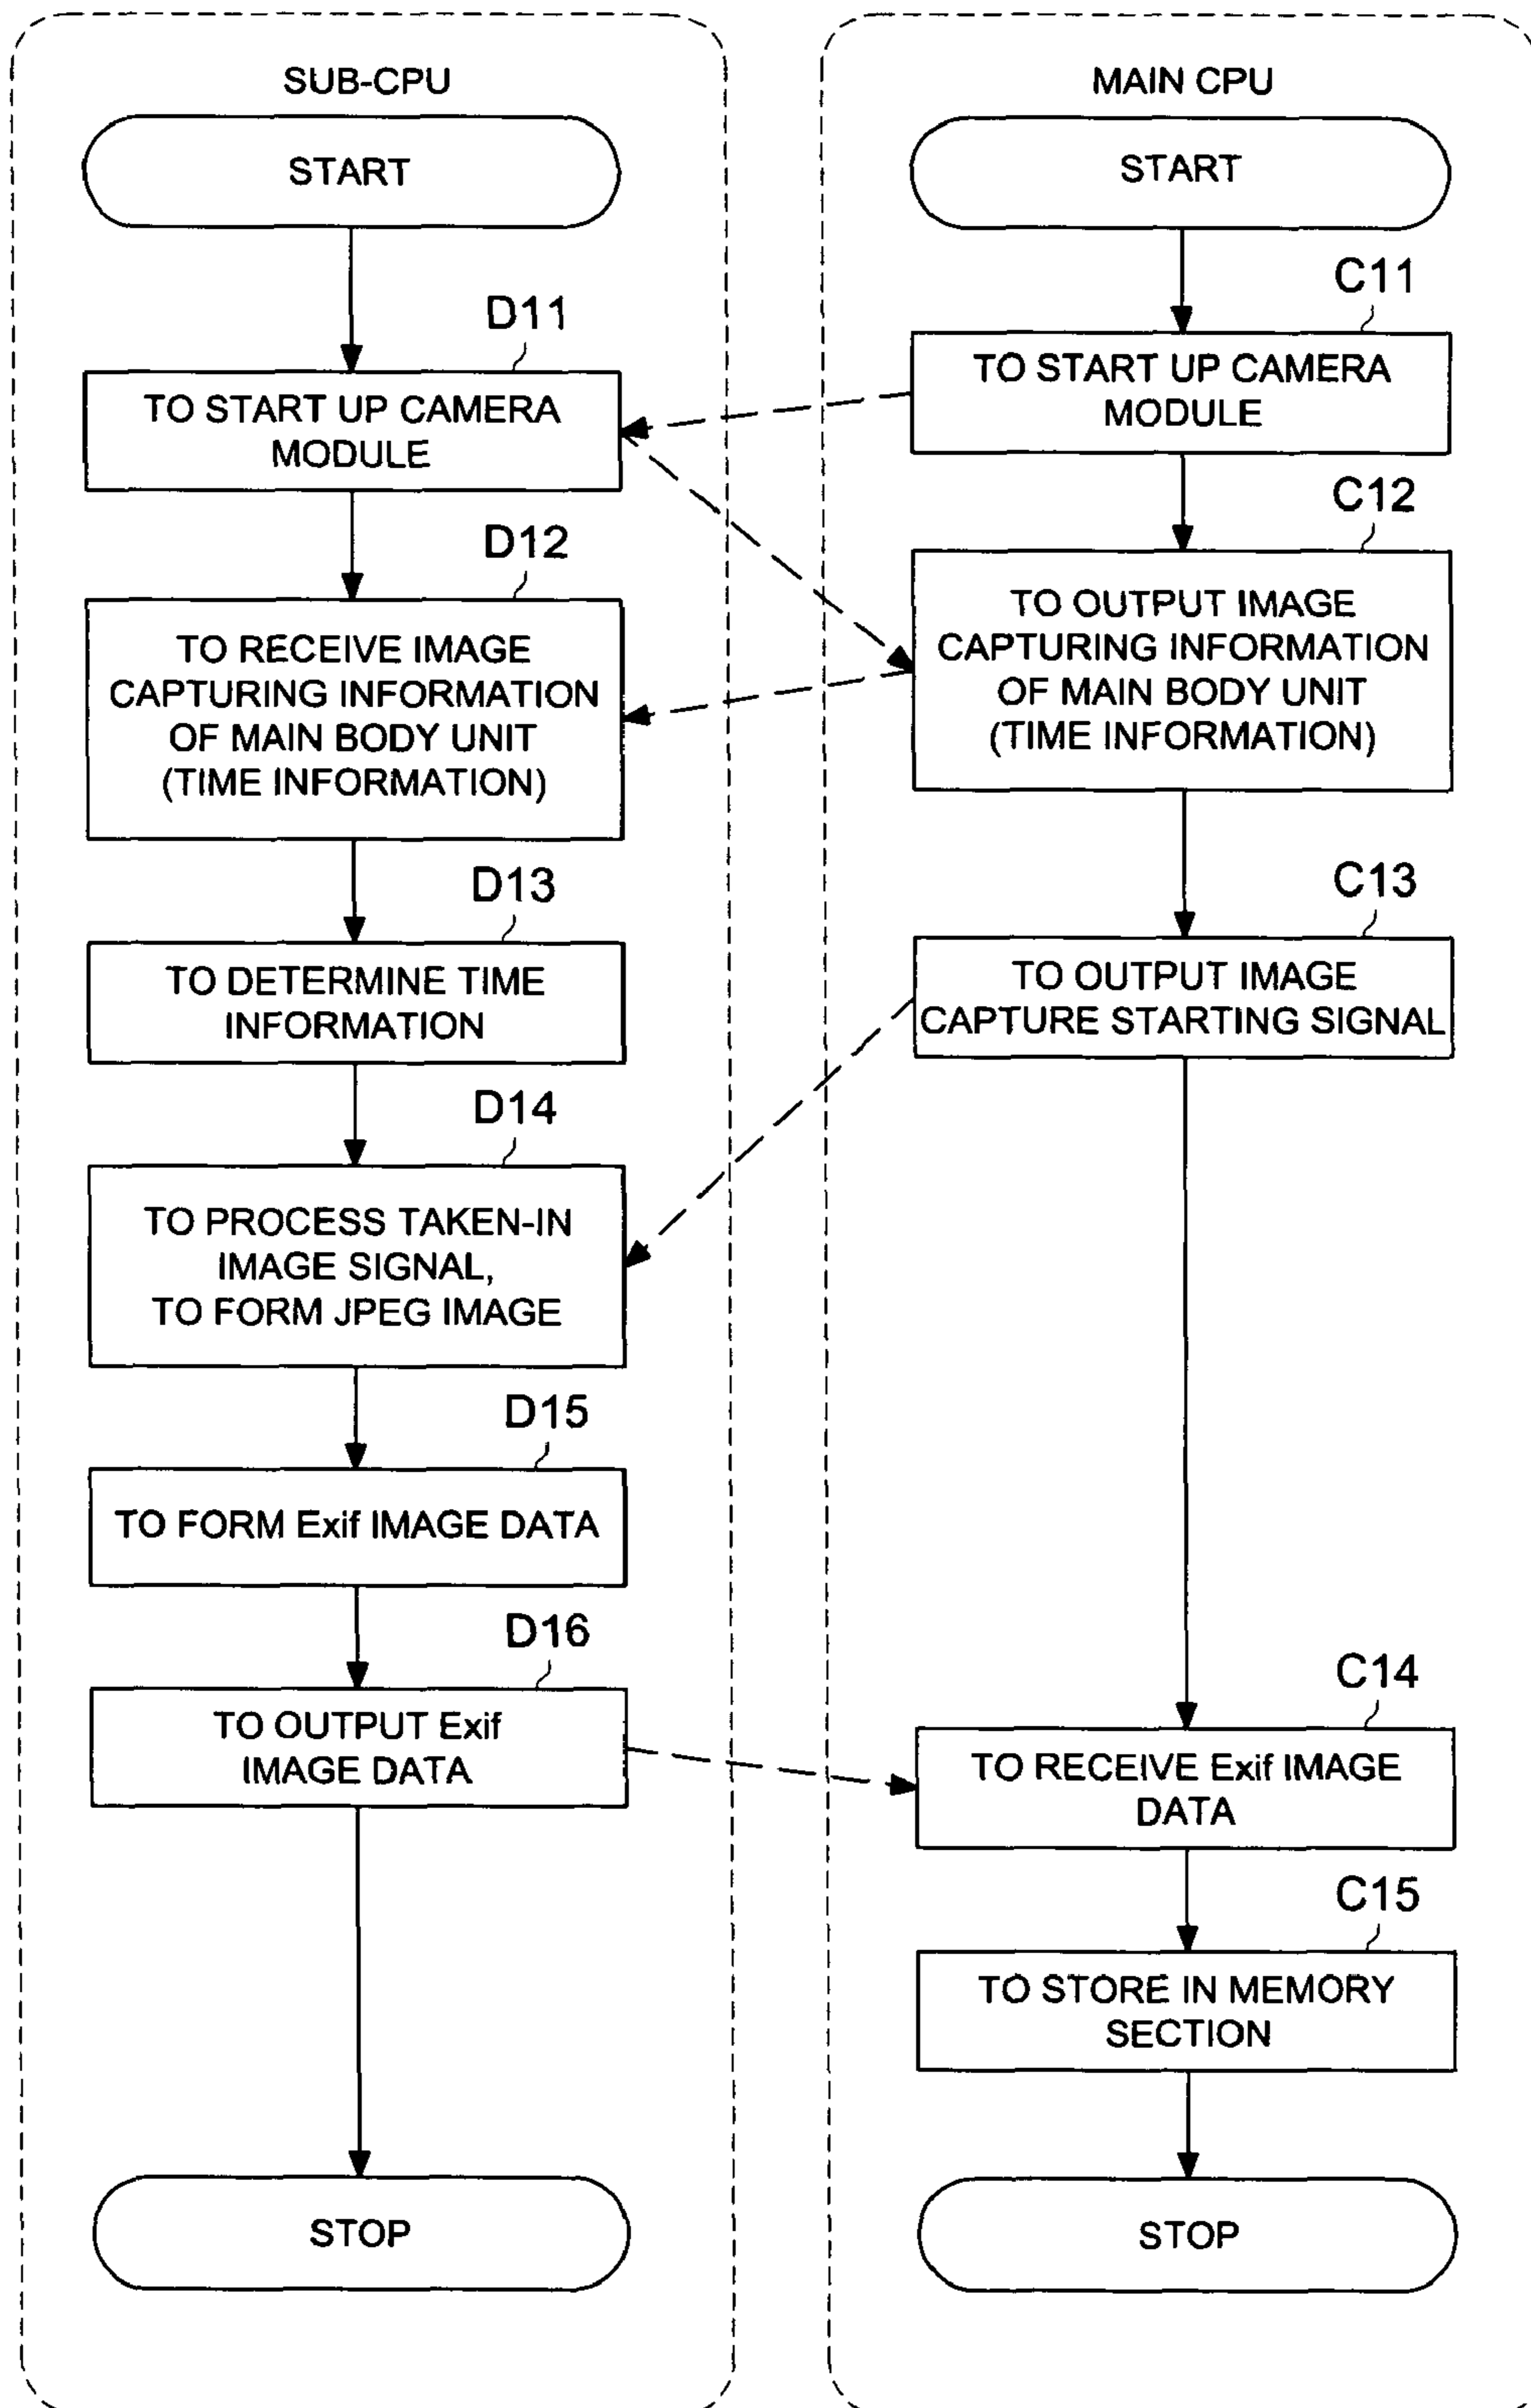 SUB-CPU
START
D11
TO START UP CAMERA
MODULE
D12
TO RECEIVE IMAGE
CAPTURING INFORMATION
OF MAIN BODY UNIT
(TIME INFORMATION)
D13
TO DETERMINE TIME
INFORMATION
D14
TO PROCESS TAKEN-IN
IMAGE SIGNAL,
TO FORM JPEG IMAGE
D15
TO FORM Exif IMAGE DATA
D16
TO OUTPUT Exif
IMAGE DATA
STOP
MAIN CPU
START
C11
TO START UP CAMERA
MODULE
C12
TO OUTPUT IMAGE
CAPTURING INFORMATION
OF MAIN BODY UNIT
(TIME INFORMATION)
C13
TO OUTPUT IMAGE
CAPTURE STARTING SIGNAL
C14
TO RECEIVE Exif IMAGE
DATA
C15
TO STORE IN MEMORY
SECTION
STOP